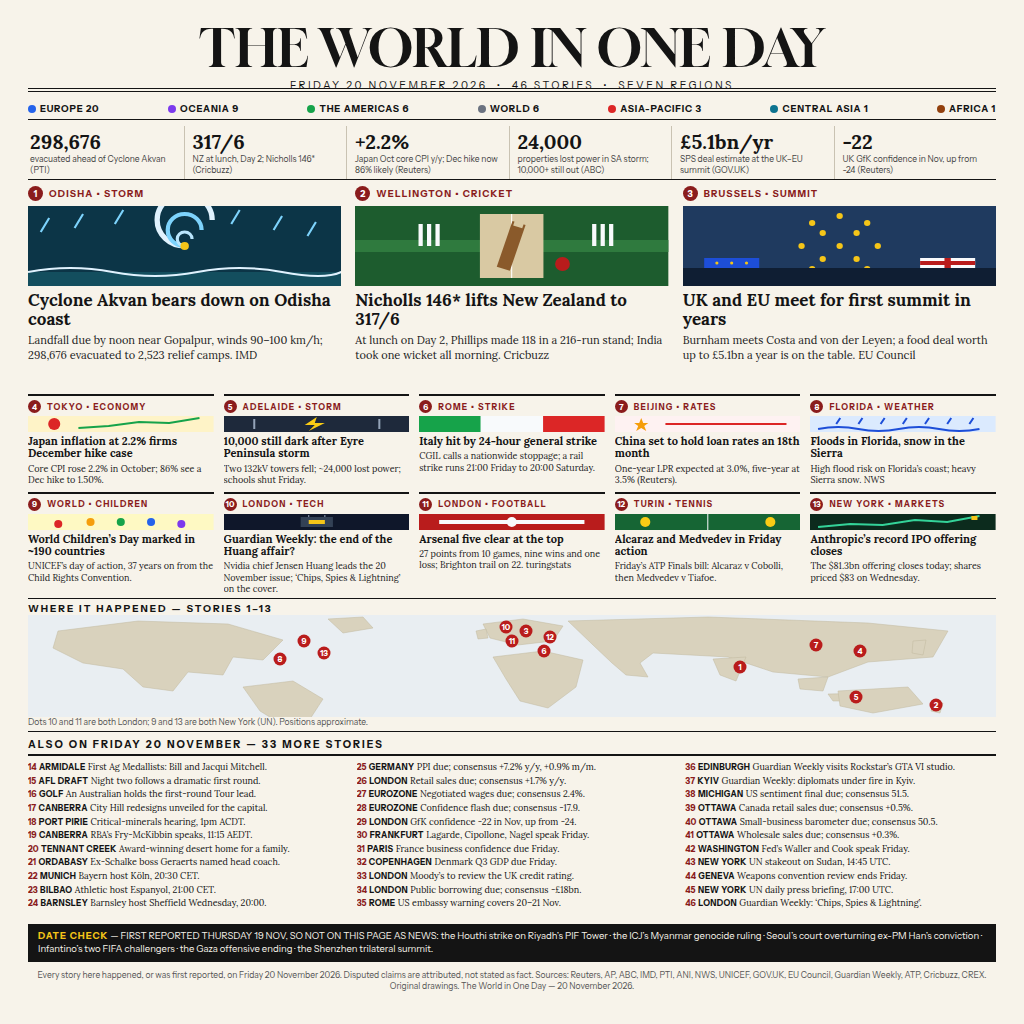 THE WORLD IN ONE DAY
FRIDAY 20 NOVEMBER 2026 • 46 STORIES • SEVEN REGIONS
EUROPE 20
OCEANIA 9
THE AMERICAS 6
WORLD 6
ASIA-PACIFIC 3
CENTRAL ASIA 1
AFRICA 1
298,676
evacuated ahead of Cyclone Akvan
(PTI)
317/6
NZ at lunch, Day 2; Nicholls 146*
(Cricbuzz)
+2.2%
Japan Oct core CPI y/y; Dec hike now
86% likely (Reuters)
24,000
properties lost power in SA storm;
10,000+ still out (ABC)
£5.1bn/yr
SPS deal estimate at the UK–EU
summit (GOV.UK)
−22
UK GfK confidence in Nov, up from
−24 (Reuters)
1 ODISHA • STORM
Cyclone Akvan bears down on Odisha
coast
Landfall due by noon near Gopalpur, winds 90–100 km/h;
298,676 evacuated to 2,523 relief camps. IMD
2 WELLINGTON • CRICKET
Nicholls 146* lifts New Zealand to
317/6
At lunch on Day 2, Phillips made 118 in a 216-run stand; India
took one wicket all morning. Cricbuzz
3 BRUSSELS • SUMMIT
UK and EU meet for first summit in
years
Burnham meets Costa and von der Leyen; a food deal worth
up to £5.1bn a year is on the table. EU Council
4 TOKYO • ECONOMY
Japan inflation at 2.2% firms
December hike case
Core CPI rose 2.2% in October; 86% see a
Dec hike to 1.50%.
5 ADELAIDE • STORM
10,000 still dark after Eyre
Peninsula storm
Two 132kV towers fell; ~24,000 lost power;
schools shut Friday.
6 ROME • STRIKE
Italy hit by 24-hour general strike
CGIL calls a nationwide stoppage; a rail
strike runs 21:00 Friday to 20:00 Saturday.
7 BEIJING • RATES
China set to hold loan rates an 18th
month
One-year LPR expected at 3.0%, five-year at
3.5% (Reuters).
8 FLORIDA • WEATHER
Floods in Florida, snow in the
Sierra
High flood risk on Florida's coast; heavy
Sierra snow. NWS
9 WORLD • CHILDREN
World Children's Day marked in
~190 countries
UNICEF's day of action, 37 years on from the
Child Rights Convention.
10 LONDON • TECH
Guardian Weekly: the end of the
Huang affair?
Nvidia chief Jensen Huang leads the 20
November issue; 'Chips, Spies & Lightning'
on the cover.
11 LONDON • FOOTBALL
Arsenal five clear at the top
27 points from 10 games, nine wins and one
loss; Brighton trail on 22. turingstats
12 TURIN • TENNIS
Alcaraz and Medvedev in Friday
action
Friday's ATP Finals bill: Alcaraz v Cobolli,
then Medvedev v Tiafoe.
13 NEW YORK • MARKETS
Anthropic's record IPO offering
closes
The $81.3bn offering closes today; shares
priced $83 on Wednesday.
WHERE IT HAPPENED — STORIES 1–13
10
3
11
12
6
9
13
8
7
4
1
5
2
Dots 10 and 11 are both London; 9 and 13 are both New York (UN). Positions approximate.
ALSO ON FRIDAY 20 NOVEMBER — 33 MORE STORIES
14 ARMIDALE First Ag Medallists: Bill and Jacqui Mitchell.
15 AFL DRAFT Night two follows a dramatic first round.
16 GOLF An Australian holds the first-round Tour lead.
17 CANBERRA City Hill redesigns unveiled for the capital.
18 PORT PIRIE Critical-minerals hearing, 1pm ACDT.
19 CANBERRA RBA's Fry-McKibbin speaks, 11:15 AEDT.
20 TENNANT CREEK Award-winning desert home for a family.
21 ORDABASY Ex-Schalke boss Geraerts named head coach.
22 MUNICH Bayern host Köln, 20:30 CET.
23 BILBAO Athletic host Espanyol, 21:00 CET.
24 BARNSLEY Barnsley host Sheffield Wednesday, 20:00.
25 GERMANY PPI due; consensus +7.2% y/y, +0.9% m/m.
26 LONDON Retail sales due; consensus +1.7% y/y.
27 EUROZONE Negotiated wages due; consensus 2.4%.
28 EUROZONE Confidence flash due; consensus −17.9.
29 LONDON GfK confidence −22 in Nov, up from −24.
30 FRANKFURT Lagarde, Cipollone, Nagel speak Friday.
31 PARIS France business confidence due Friday.
32 COPENHAGEN Denmark Q3 GDP due Friday.
33 LONDON Moody's to review the UK credit rating.
34 LONDON Public borrowing due; consensus −£18bn.
35 ROME US embassy warning covers 20–21 Nov.
36 EDINBURGH Guardian Weekly visits Rockstar's GTA VI studio.
37 KYIV Guardian Weekly: diplomats under fire in Kyiv.
38 MICHIGAN US sentiment final due; consensus 51.5.
39 OTTAWA Canada retail sales due; consensus +0.5%.
40 OTTAWA Small-business barometer due; consensus 50.5.
41 OTTAWA Wholesale sales due; consensus +0.3%.
42 WASHINGTON Fed's Waller and Cook speak Friday.
43 NEW YORK UN stakeout on Sudan, 14:45 UTC.
44 GENEVA Weapons convention review ends Friday.
45 NEW YORK UN daily press briefing, 17:00 UTC.
46 LONDON Guardian Weekly: 'Chips, Spies & Lightning'.
DATE CHECK — FIRST REPORTED THURSDAY 19 NOV, SO NOT ON THIS PAGE AS NEWS: the Houthi strike on Riyadh's PIF Tower · the ICJ's Myanmar genocide ruling · Seoul's court overturning ex-PM Han's conviction ·
Infantino's two FIFA challengers · the Gaza offensive ending · the Shenzhen trilateral summit.
Every story here happened, or was first reported, on Friday 20 November 2026. Disputed claims are attributed, not stated as fact. Sources: Reuters, AP, ABC, IMD, PTI, ANI, NWS, UNICEF, GOV.UK, EU Council, Guardian Weekly, ATP, Cricbuzz, CREX.
Original drawings. The World in One Day — 20 November 2026.